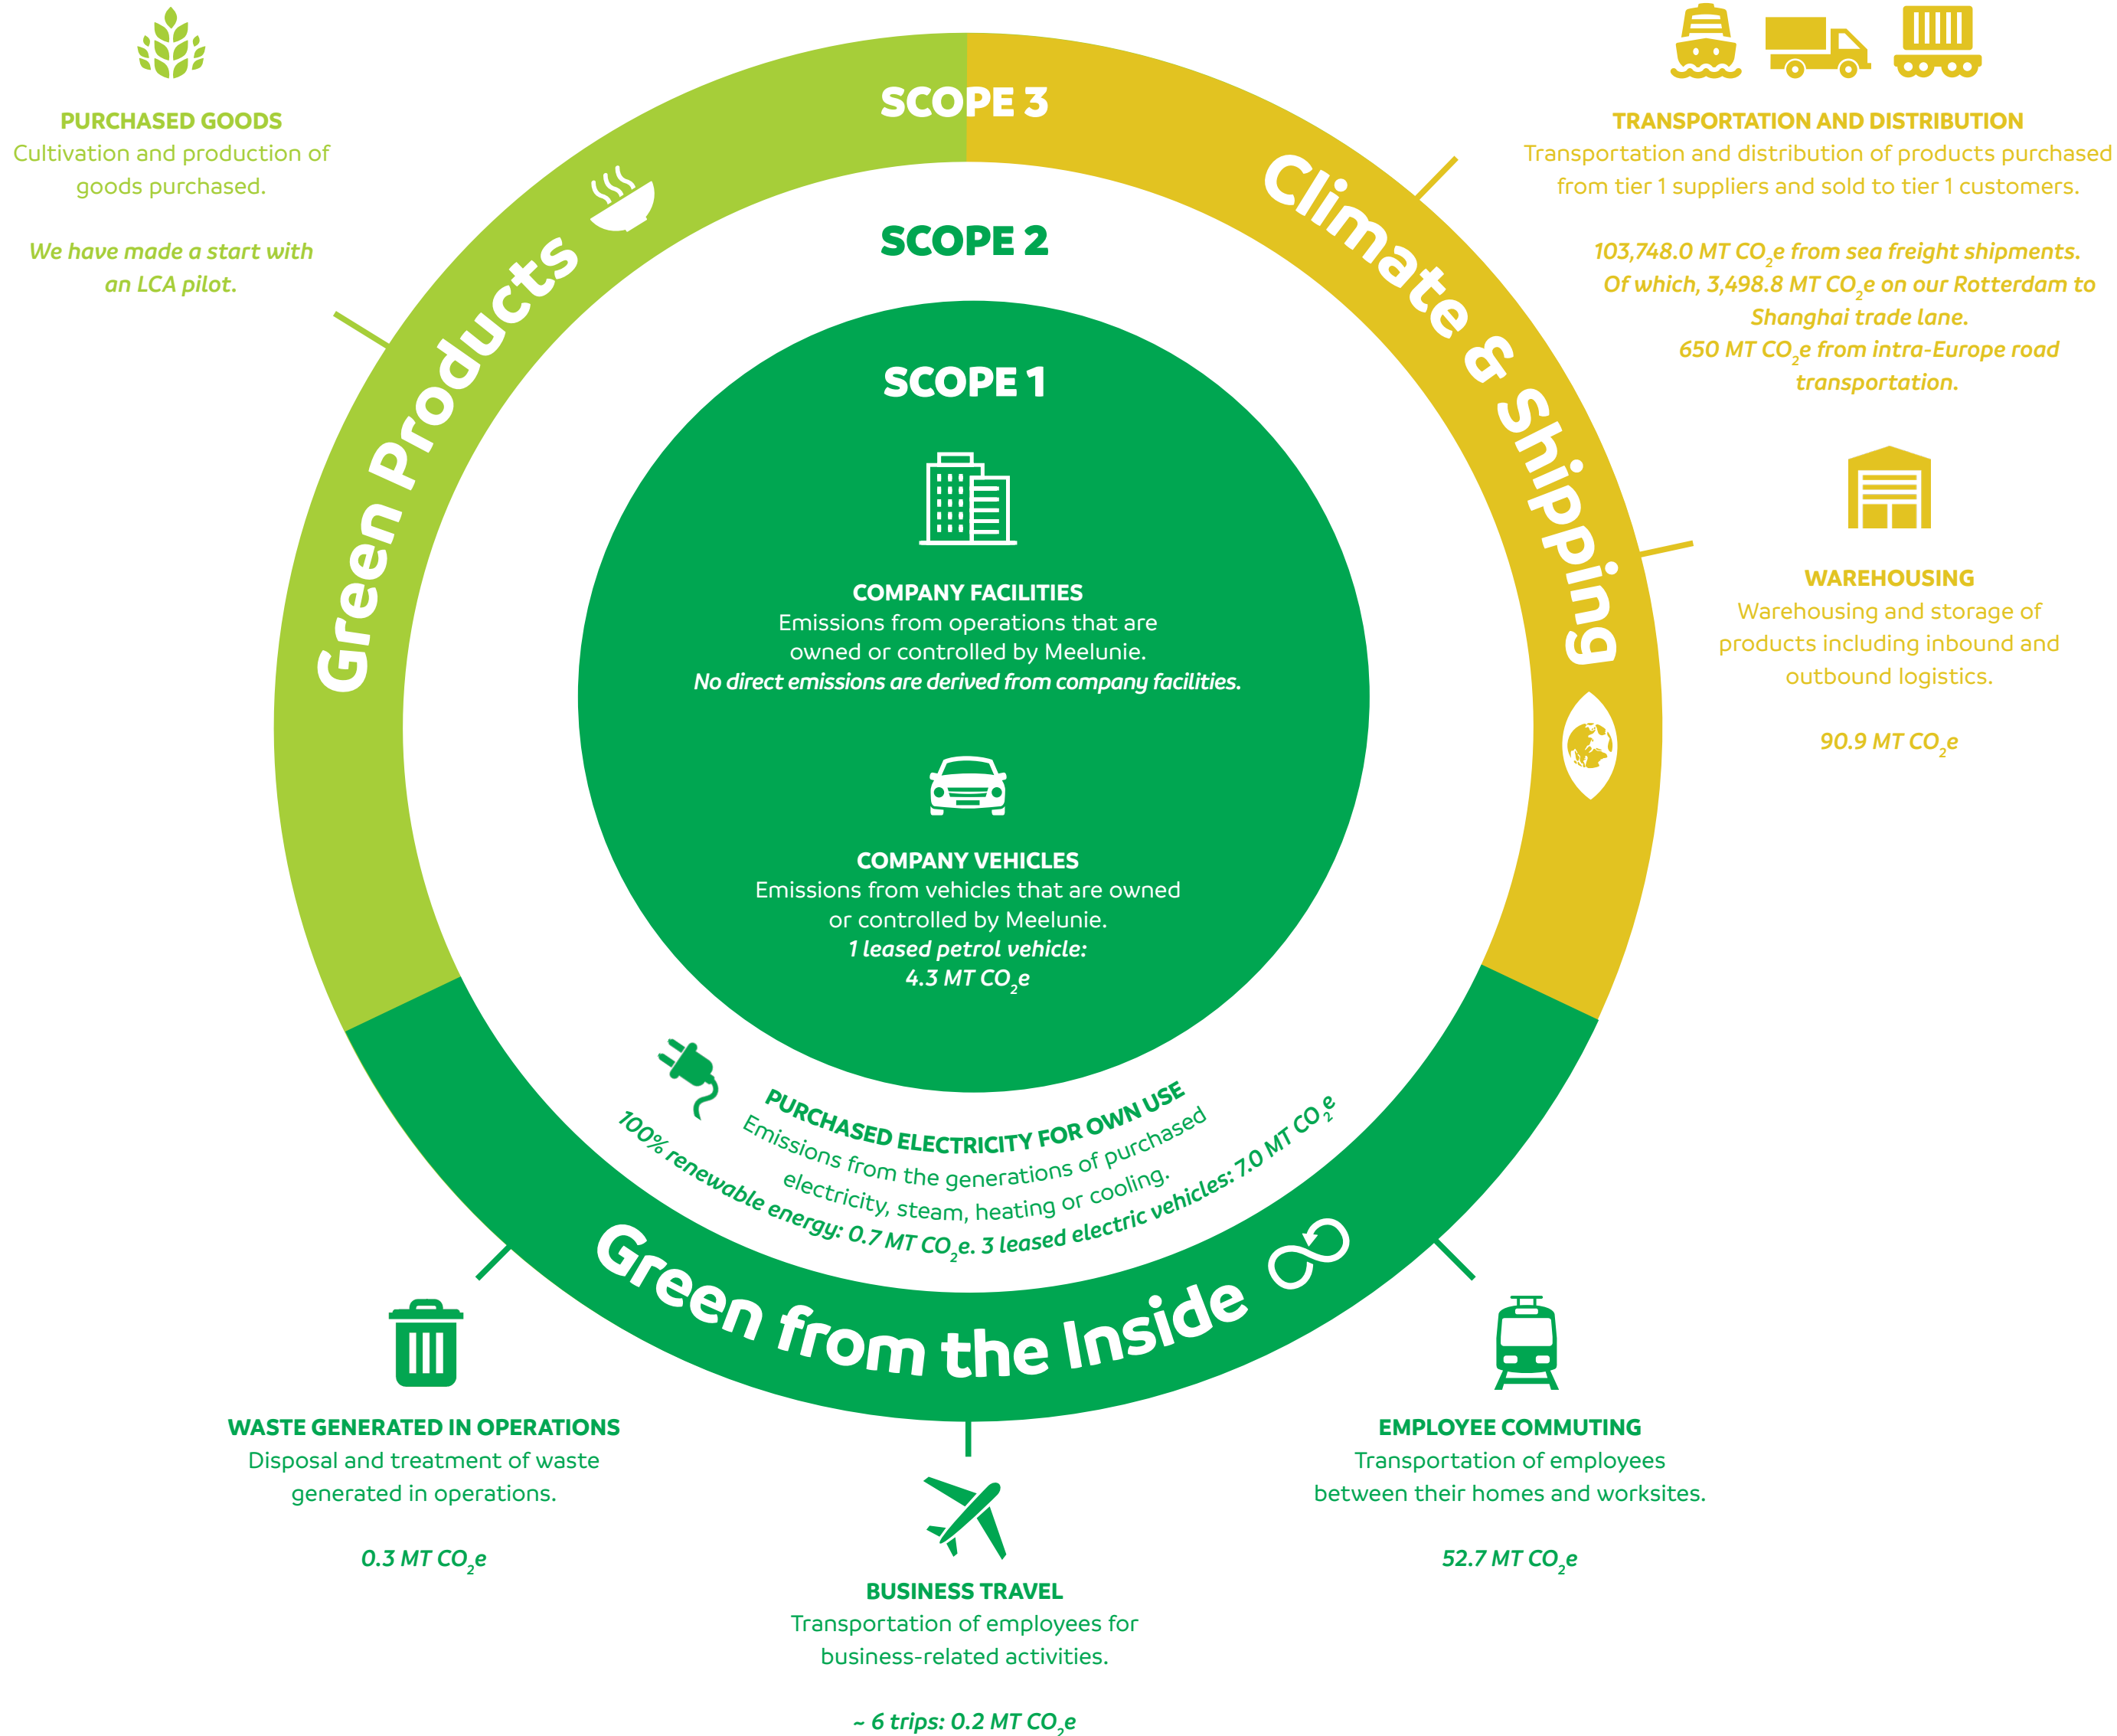 PURCHASED GOODS
Cultivation and production of
goods purchased.
We have made a start with
an LCA pilot.
TRANSPORTATION AND DISTRIBUTION
Transportation and distribution of products purchased
from tier 1 suppliers and sold to tier 1 customers.
103,748.0 MT CO₂e from sea freight shipments.
Of which, 3,498.8 MT CO₂e on our Rotterdam to
Shanghai trade lane.
650 MT CO₂e from intra-Europe road
transportation.
WAREHOUSING
Warehousing and storage of
products including inbound and
outbound logistics.
90.9 MT CO₂e
SCOPE 3
Green Products
Climate & Shipping
SCOPE 2
SCOPE 1
COMPANY FACILITIES
Emissions from operations that are
owned or controlled by Meelunie.
No direct emissions are derived from company facilities.
COMPANY VEHICLES
Emissions from vehicles that are owned
or controlled by Meelunie.
1 leased petrol vehicle:
4.3 MT CO₂e
PURCHASED ELECTRICITY FOR OWN USE
Emissions from the generations of purchased
electricity, steam, heating or cooling.
100% renewable energy: 0.7 MT CO₂e. 3 leased electric vehicles: 7.0 MT CO₂e
Green from the Inside
WASTE GENERATED IN OPERATIONS
Disposal and treatment of waste
generated in operations.
0.3 MT CO₂e
BUSINESS TRAVEL
Transportation of employees for
business-related activities.
~ 6 trips: 0.2 MT CO₂e
EMPLOYEE COMMUTING
Transportation of employees
between their homes and worksites.
52.7 MT CO₂e